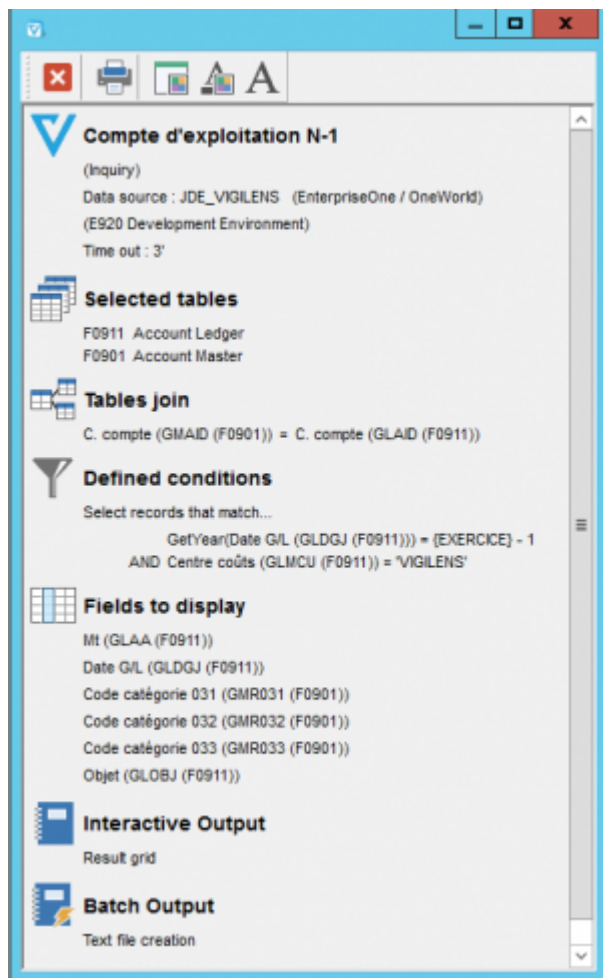 Compte d'exploitation N-1
(Inquiry)
Data source : JDE_VIGILENS (EnterpriseOne / OneWorld)
(E920 Development Environment)
Time out : 3'
Selected tables
F0911 Account Ledger
F0901 Account Master
Tables join
C. compte (GMAID (F0901)) = C. compte (GLAID (F0911))
Defined conditions
Select records that match...
GetYear(Date G/L (GLDGJ (F0911))) = {EXERCICE} - 1
AND Centre coûts (GLMCU (F0911)) = 'VIGILENS'
Fields to display
Mt (GLAA (F0911))
Date G/L (GLDGJ (F0911))
Code catégorie 031 (GMR031 (F0901))
Code catégorie 032 (GMR032 (F0901))
Code catégorie 033 (GMR033 (F0901))
Objet (GLOBJ (F0911))
Interactive Output
Result grid
Batch Output
Text file creation